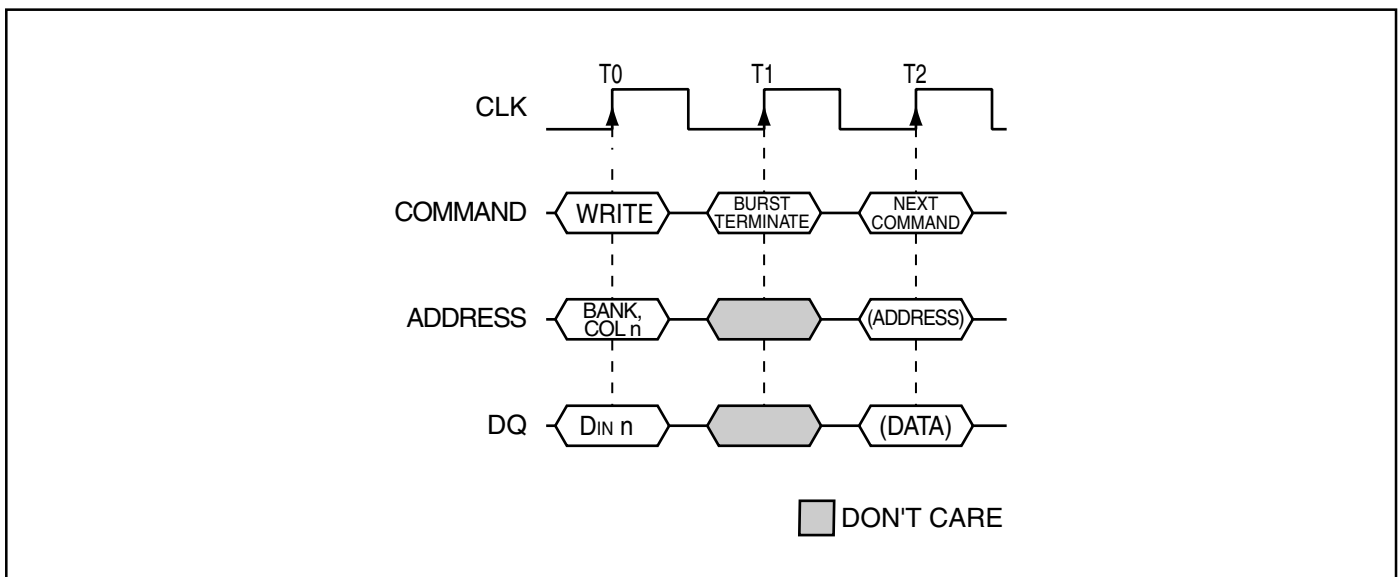 T0 T1 T2
CLK
COMMAND WRITE BURST TERMINATE NEXT COMMAND
ADDRESS BANK, COL n (ADDRESS)
DQ DIN n (DATA)
DON'T CARE